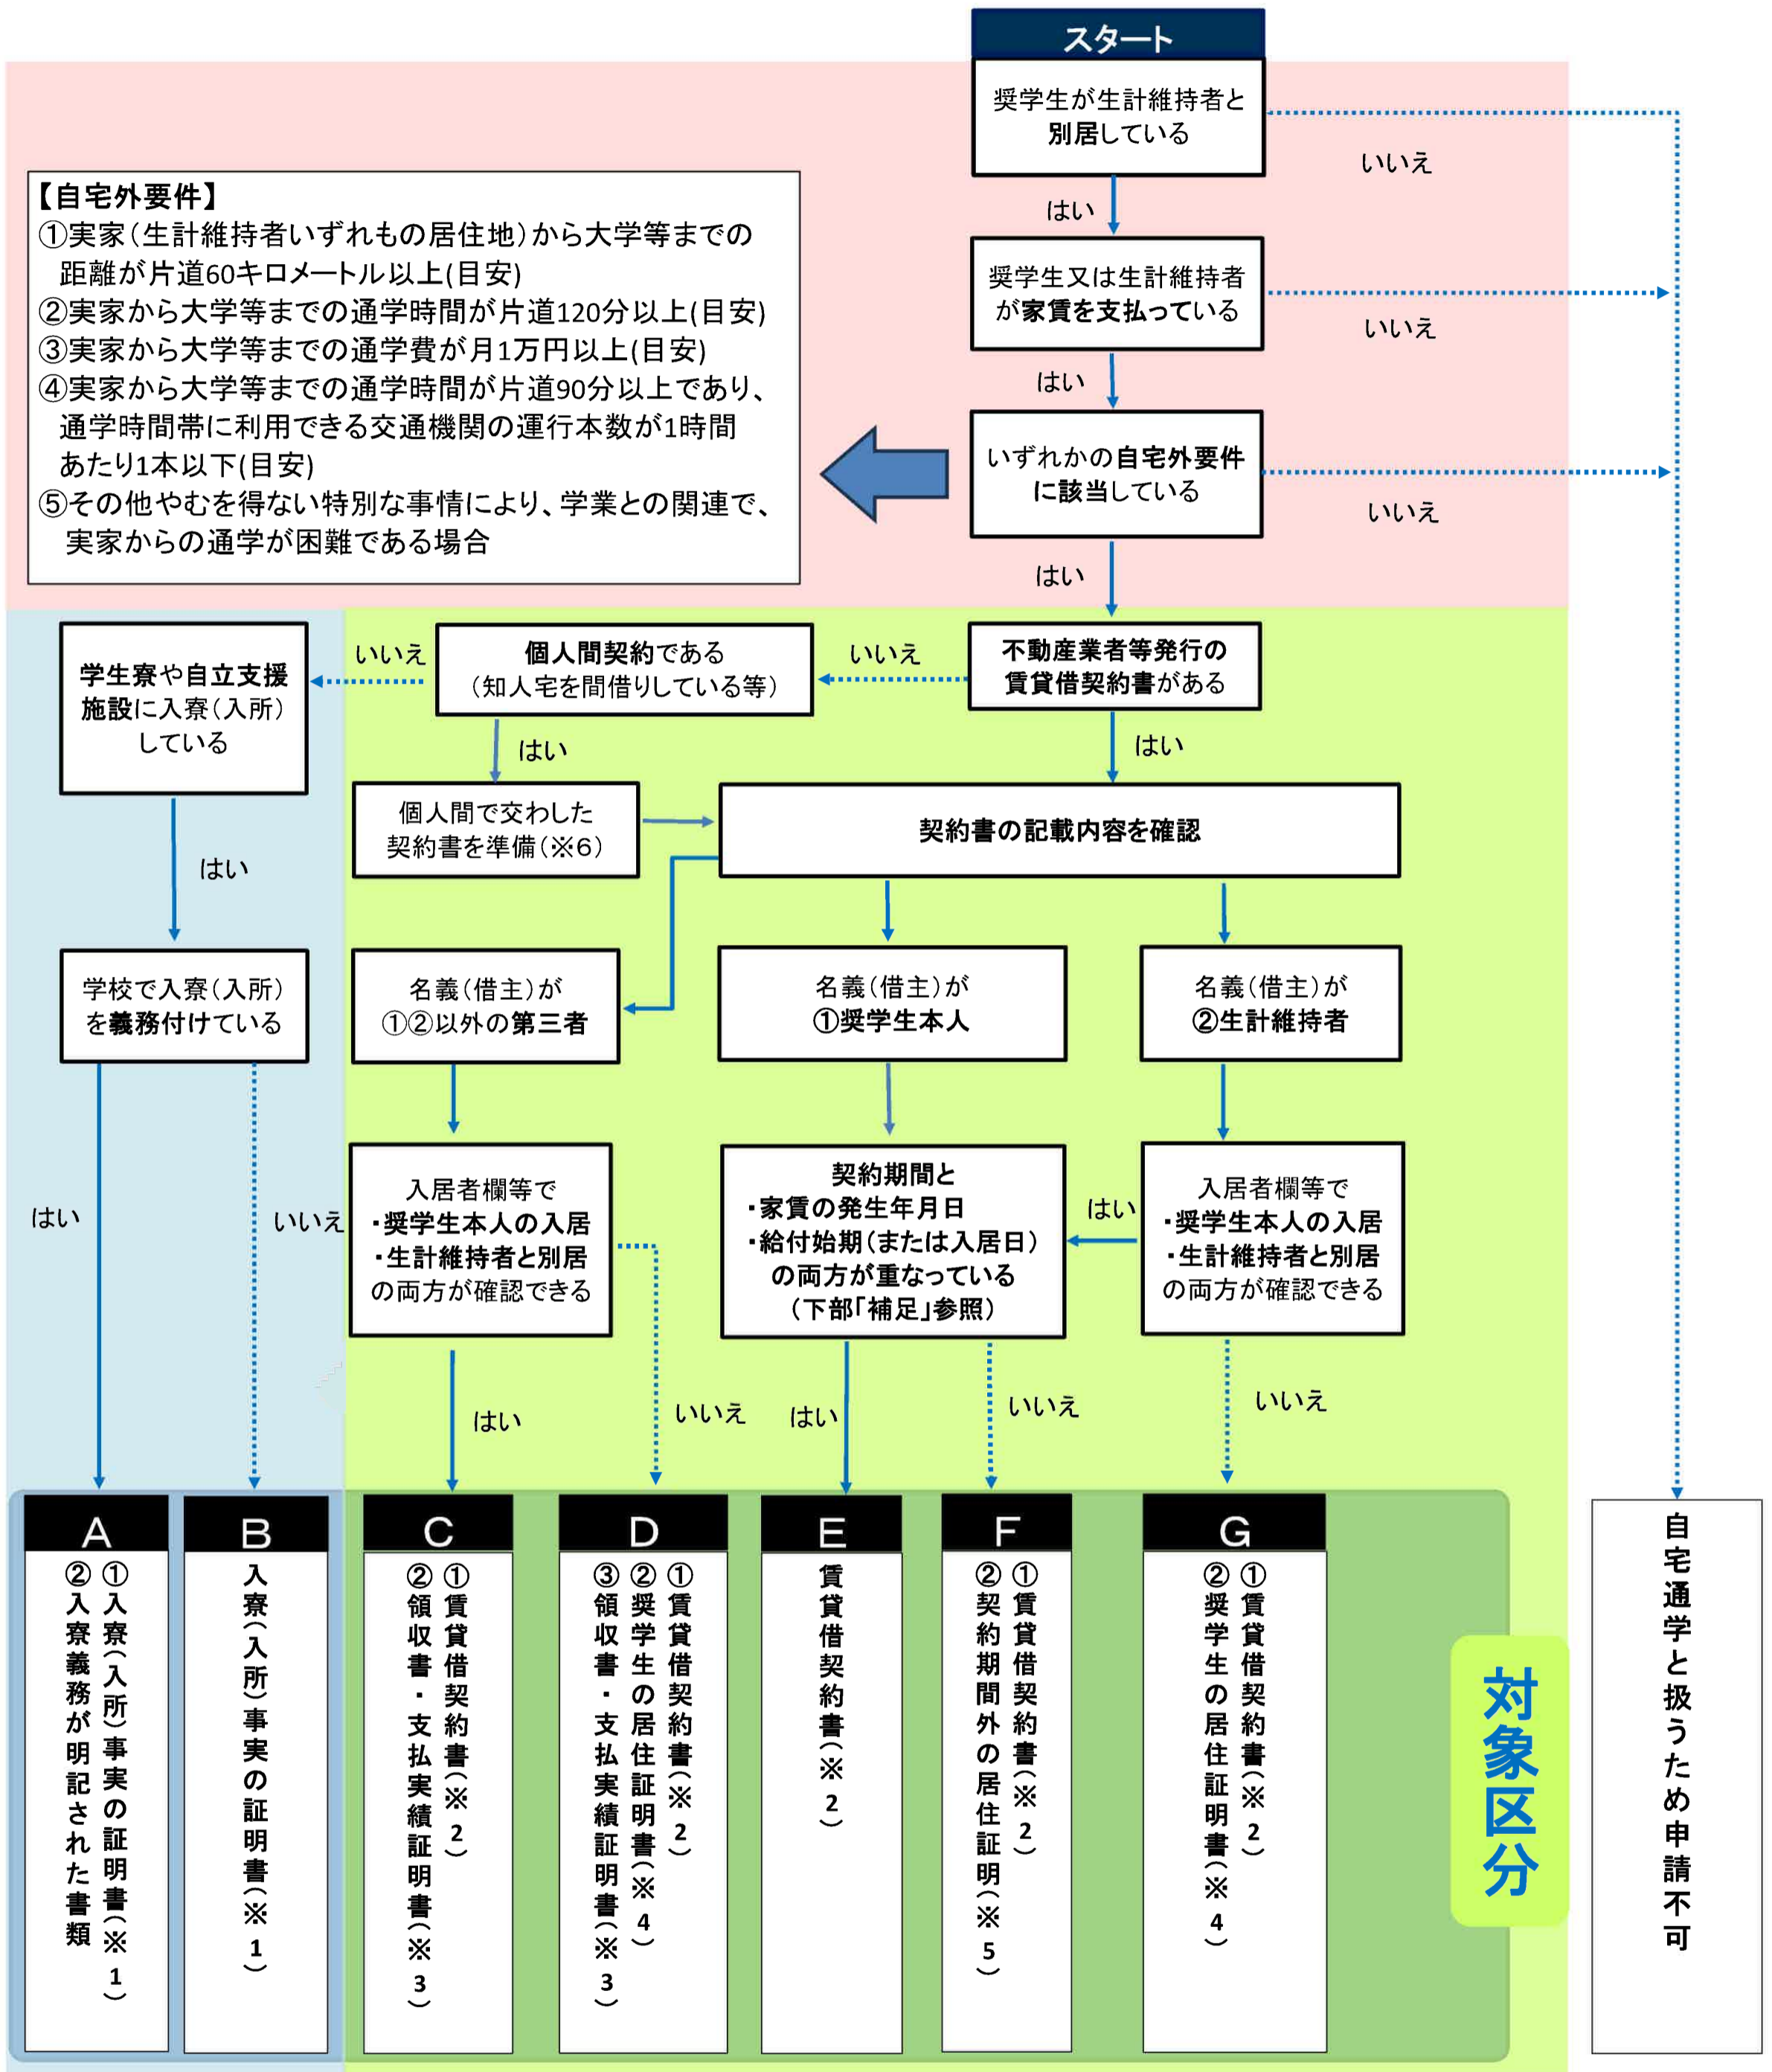 スタート
奨学生が生計維持者と
別居している
いいえ
はい
【自宅外要件】
①実家(生計維持者いずれもの居住地)から大学等までの
距離が片道60キロメートル以上(目安)
②実家から大学等までの通学時間が片道120分以上(目安)
③実家から大学等までの通学費が月1万円以上(目安)
④実家から大学等までの通学時間が片道90分以上であり、
通学時間帯に利用できる交通機関の運行本数が1時間
あたり1本以下(目安)
⑤その他やむを得ない特別な事情により、学業との関連で、
実家からの通学が困難である場合
奨学生又は生計維持者
が家賃を支払っている
いいえ
はい
いずれかの自宅外要件
に該当している
いいえ
はい
不動産業者等発行の
賃貸借契約書がある
いいえ
はい
個人間契約である
(知人宅を間借りしている等)
いいえ
はい
学生寮や自立支援
施設に入寮(入所)
している
はい
個人間で交わした
契約書を準備(※6)
契約書の記載内容を確認
学校で入寮(入所)
を義務付けている
はい
いいえ
名義(借主)が
①②以外の第三者
名義(借主)が
①奨学生本人
名義(借主)が
②生計維持者
入居者欄等で
・奨学生本人の入居
・生計維持者と別居
の両方が確認できる
はい
いいえ
契約期間と
・家賃の発生年月日
・給付始期(または入居日)
の両方が重なっている
(下部「補足」参照)
はい
いいえ
はい
入居者欄等で
・奨学生本人の入居
・生計維持者と別居
の両方が確認できる
いいえ
A
①入寮(入所)事実の証明書(※1)
②入寮義務が明記された書類
B
入寮(入所)事実の証明書(※1)
C
①賃貸借契約書(※2)
②領収書・支払実績証明書(※3)
D
①賃貸借契約書(※2)
②奨学生の居住証明書(※4)
③領収書・支払実績証明書(※3)
E
賃貸借契約書(※2)
F
①賃貸借契約書(※2)
②契約期間外の居住証明(※5)
G
①賃貸借契約書(※2)
②奨学生の居住証明書(※4)
対象区分
自宅通学と扱うため申請不可